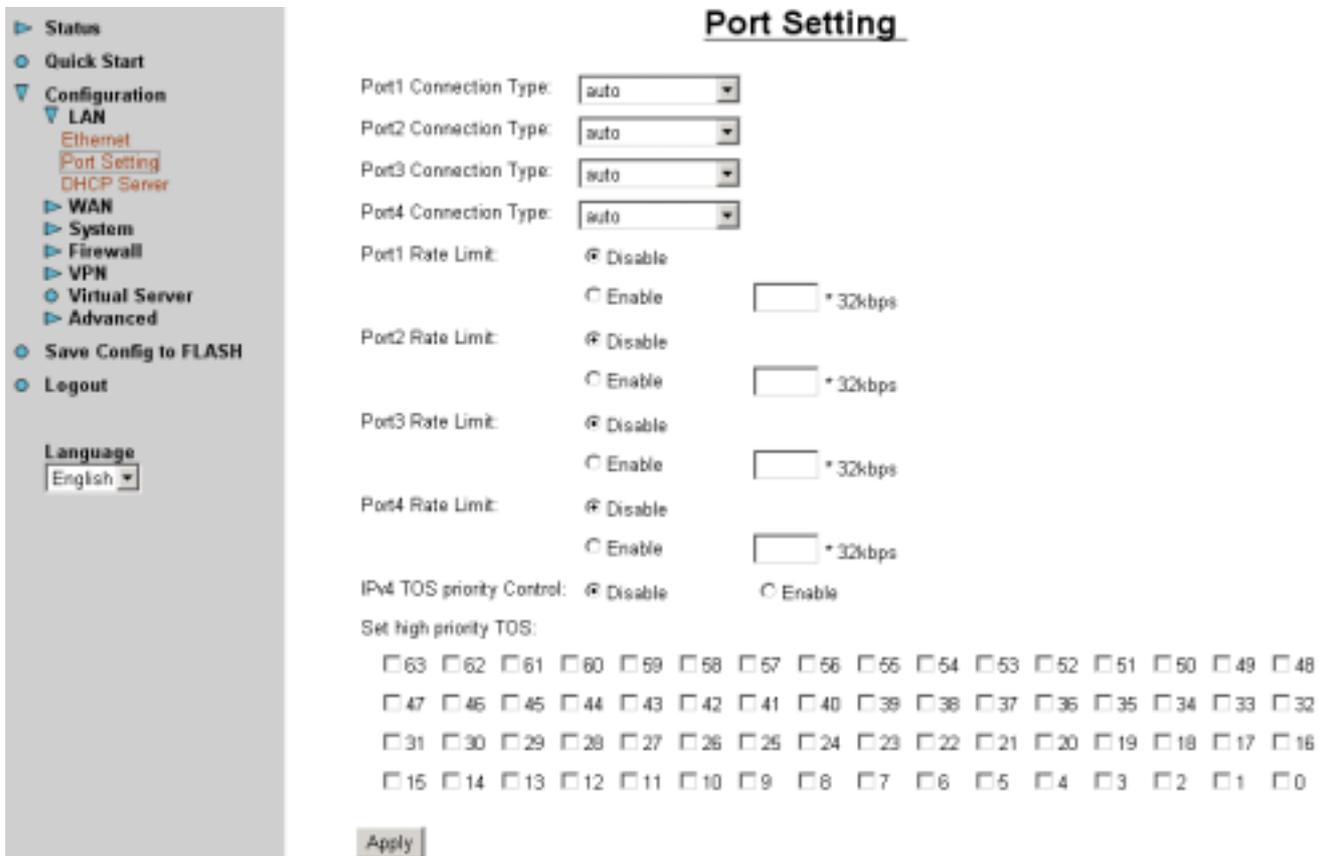 Status
Quick Start
Configuration
LAN
Ethernet
Port Setting
DHCP Server
WAN
System
Firewall
VPN
Virtual Server
Advanced
Save Config to FLASH
Logout
Language
English
Port Setting
Port1 Connection Type: auto
Port2 Connection Type: auto
Port3 Connection Type: auto
Port4 Connection Type: auto
Port1 Rate Limit: Disable
Enable * 32kbps
Port2 Rate Limit: Disable
Enable * 32kbps
Port3 Rate Limit: Disable
Enable * 32kbps
Port4 Rate Limit: Disable
Enable * 32kbps
IPv4 TOS priority Control: Disable Enable
Set high priority TOS:
63 62 61 60 59 58 57 56 55 54 53 52 51 50 49 48
47 46 45 44 43 42 41 40 39 38 37 36 35 34 33 32
31 30 29 28 27 26 25 24 23 22 21 20 19 18 17 16
15 14 13 12 11 10 9 8 7 6 5 4 3 2 1 0
Apply